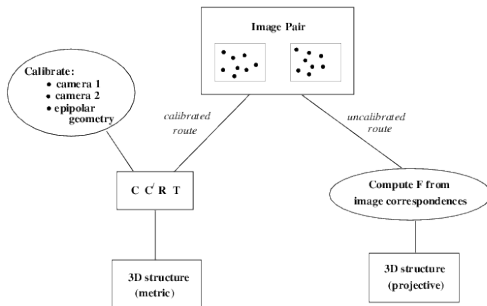 Image Pair
Calibrate:
• camera 1
• camera 2
• epipolar
geometry
calibrated
route
uncalibrated
route
C C′ R T
Compute F from
image correspondences
3D structure
(metric)
3D structure
(projective)